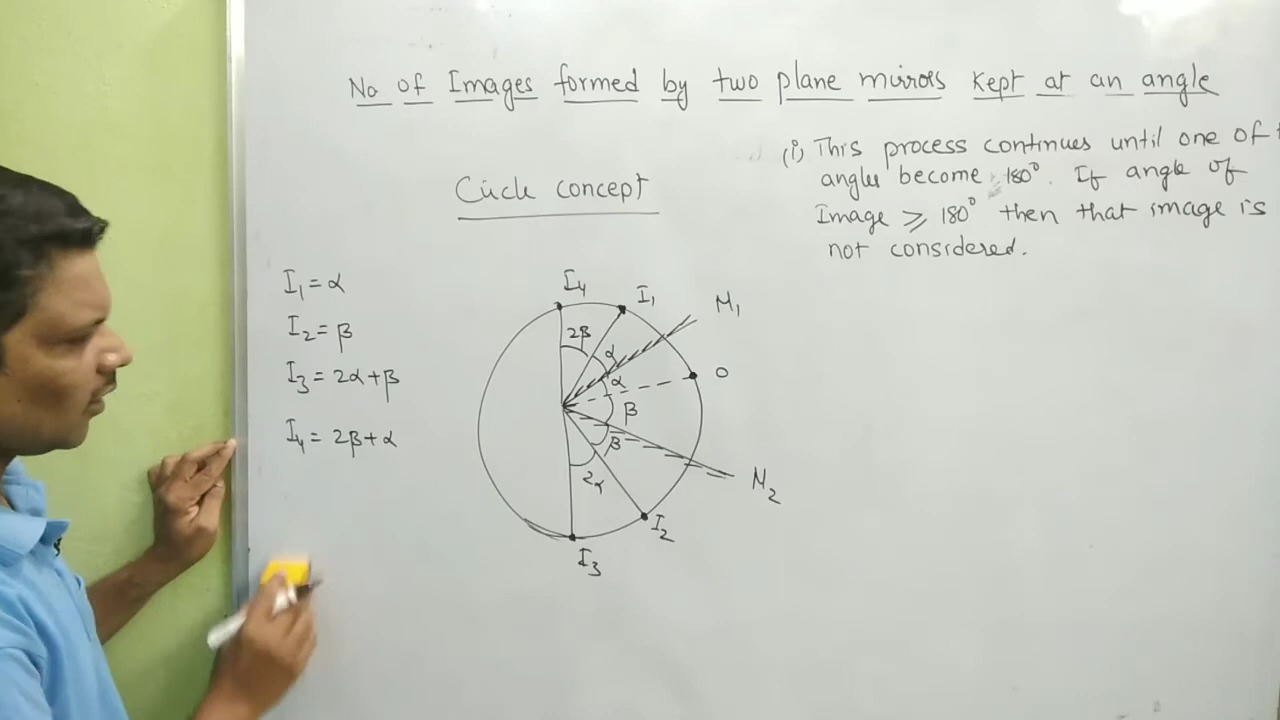 No of Images formed by two plane mirrors kept at an angle
(i) This process continues until one of
angles become 180°. If angle of
Image ⩾ 180° then that image is
not considered.
Circle concept
I₁ = α
I₂ = β
I₃ = 2α+β
I₄ = 2β+α
I₄
I₁
M₁
2β
α
α
O
β
β
2α
M₂
I₂
I₃